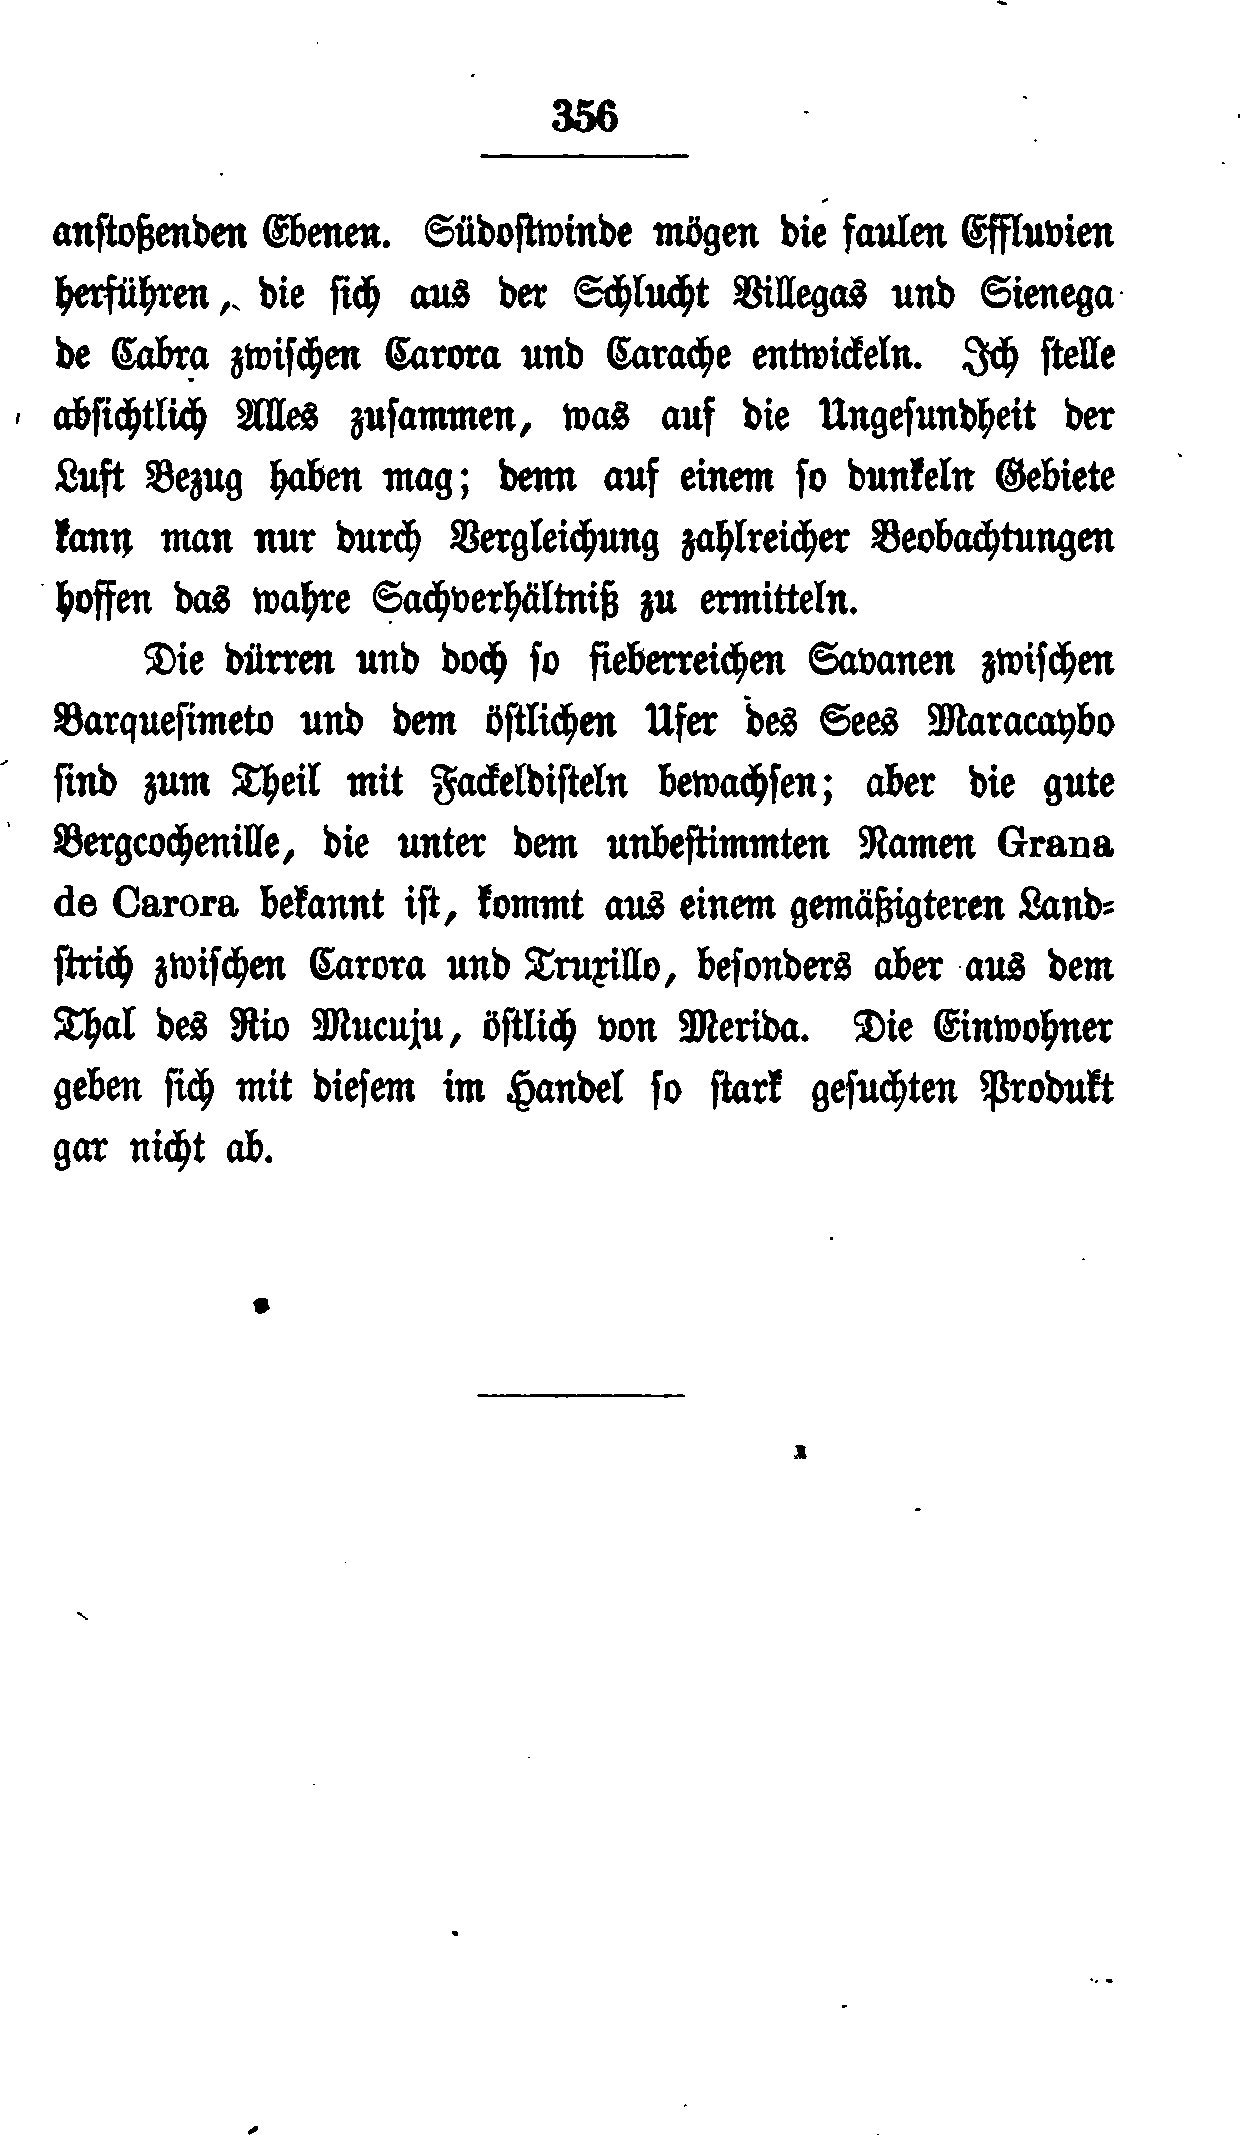 356
anstoßenden Ebenen. Südostwinde mögen die faulen Effluvien
herführen, die sich aus der Schlucht Villegas und Sienega
de Cabra zwischen Carora und Carache entwickeln. Ich stelle
absichtlich Alles zusammen, was auf die Ungesundheit der
Luft Bezug haben mag; denn auf einem so dunkeln Gebiete
kann man nur durch Vergleichung zahlreicher Beobachtungen
hoffen das wahre Sachverhältniß zu ermitteln.
Die dürren und doch so fieberreichen Savanen zwischen
Barquesimeto und dem östlichen Ufer des Sees Maracaybo
sind zum Theil mit Fackeldisteln bewachsen; aber die gute
Bergcochenille, die unter dem unbestimmten Namen Grana
de Carora bekannt ist, kommt aus einem gemäßigteren Land-
strich zwischen Carora und Truxillo, besonders aber aus dem
Thal des Rio Mucuju, östlich von Merida. Die Einwohner
geben sich mit diesem im Handel so stark gesuchten Produkt
gar nicht ab.